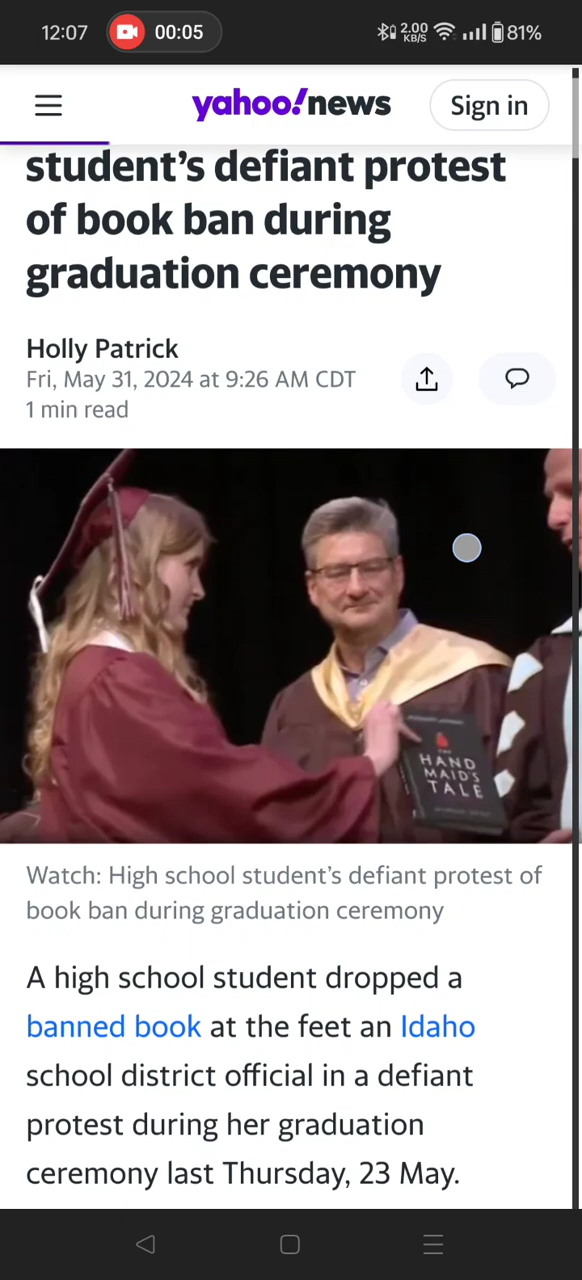 12:07 00:05 2.00 KB/S 81%
yahoo!news Sign in
student’s defiant protest
of book ban during
graduation ceremony
Holly Patrick
Fri, May 31, 2024 at 9:26 AM CDT
1 min read
THE
HAND
MAID'S
TALE
Watch: High school student’s defiant protest of
book ban during graduation ceremony
A high school student dropped a
banned book at the feet an Idaho
school district official in a defiant
protest during her graduation
ceremony last Thursday, 23 May.